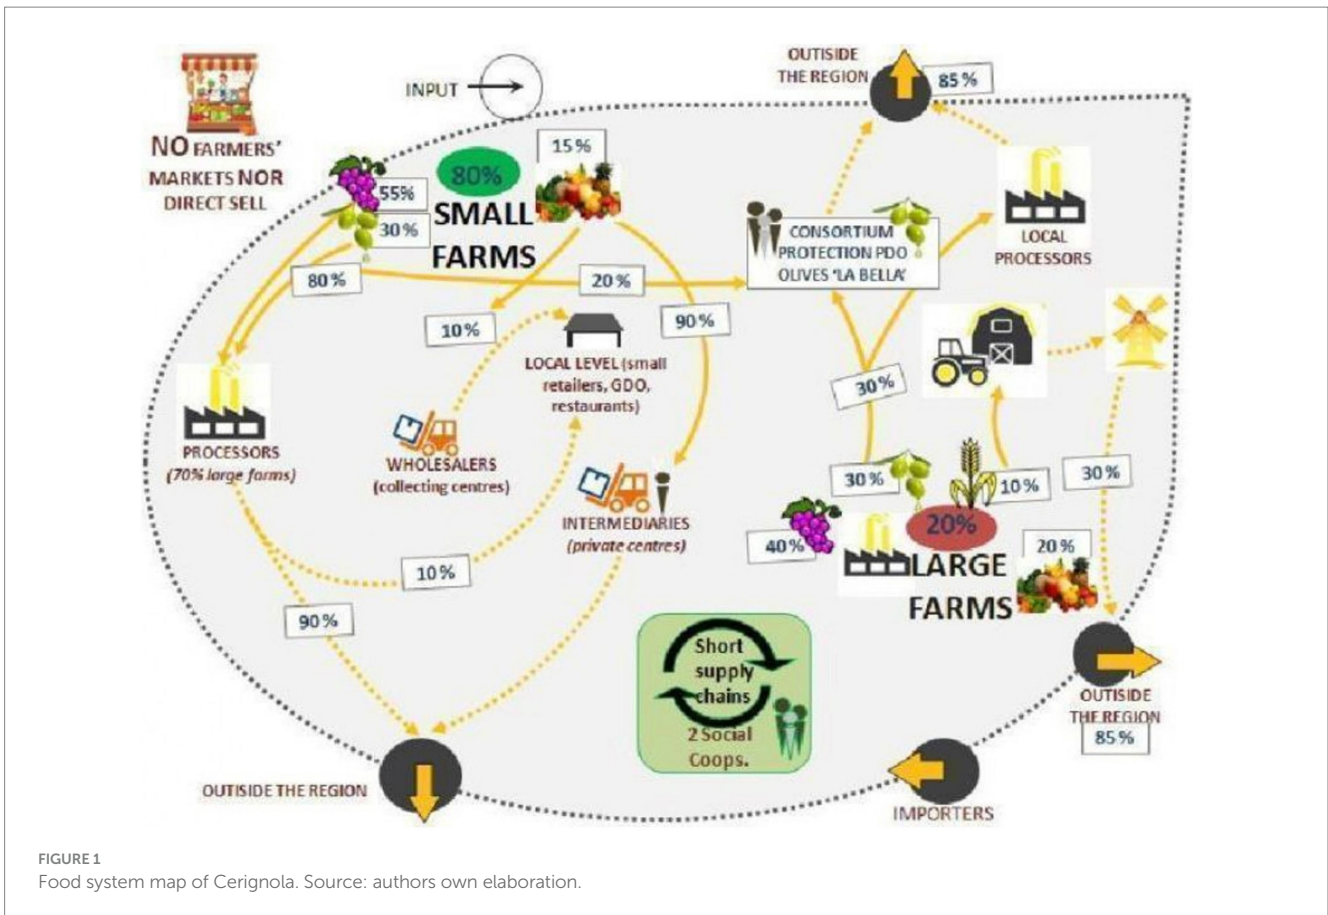 OUTISIDE
THE REGION
85%
INPUT
NO FARMERS'
MARKETS NOR
DIRECT SELL
15%
80%
55%
SMALL
FARMS
30%
80%
20%
10%
90%
CONSORTIUM
PROTECTION PDO
OLIVES 'LA BELLA'
LOCAL
PROCESSORS
LOCAL LEVEL (small
retailers, GDO,
restaurants)
30%
PROCESSORS
(70% large farms)
WHOLESALERS
(collecting centres)
INTERMEDIARIES
(private centres)
30%
10%
30%
40%
20%
LARGE
FARMS
20%
10%
90%
Short
supply
chains
2 Social
Coops.
OUTISIDE
THE REGION
85%
OUTISIDE THE REGION
IMPORTERS
FIGURE 1
Food system map of Cerignola. Source: authors own elaboration.